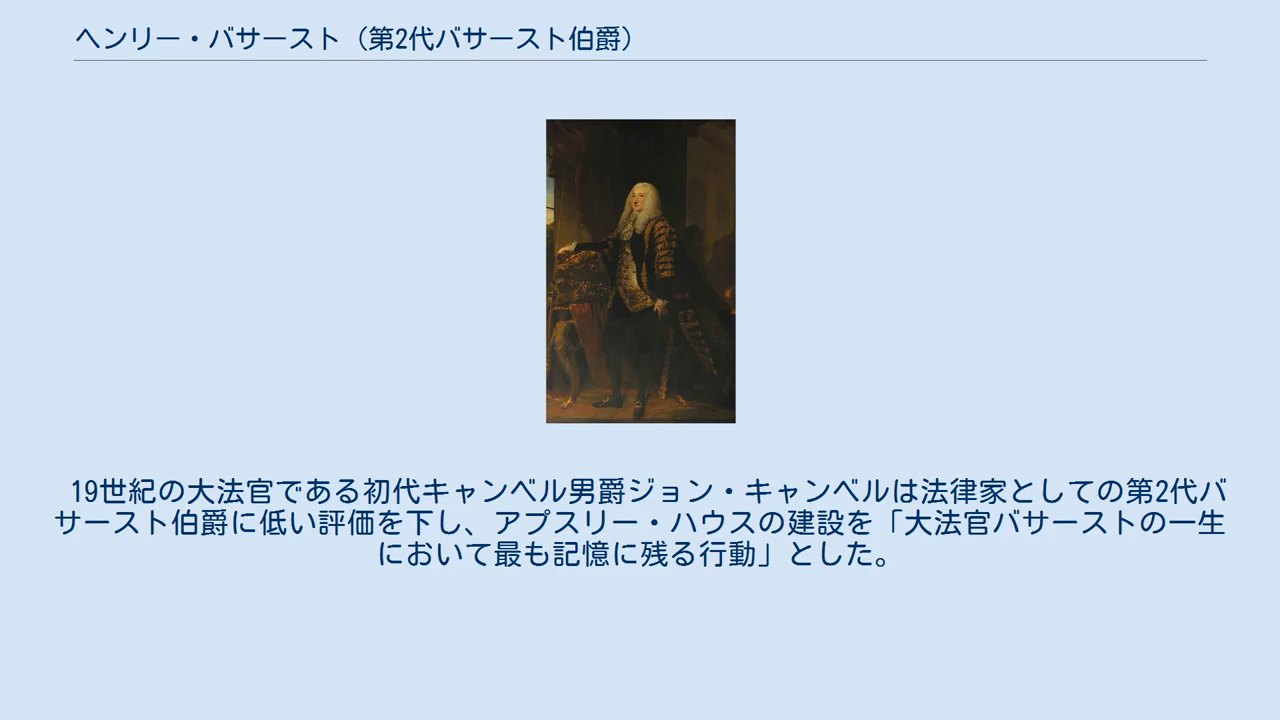 ヘンリー・バサースト（第2代バサースト伯爵）
19世紀の大法官である初代キャンベル男爵ジョン・キャンベルは法律家としての第2代バ
サースト伯爵に低い評価を下し、アプスリー・ハウスの建設を「大法官バサーストの一生
において最も記憶に残る行動」とした。